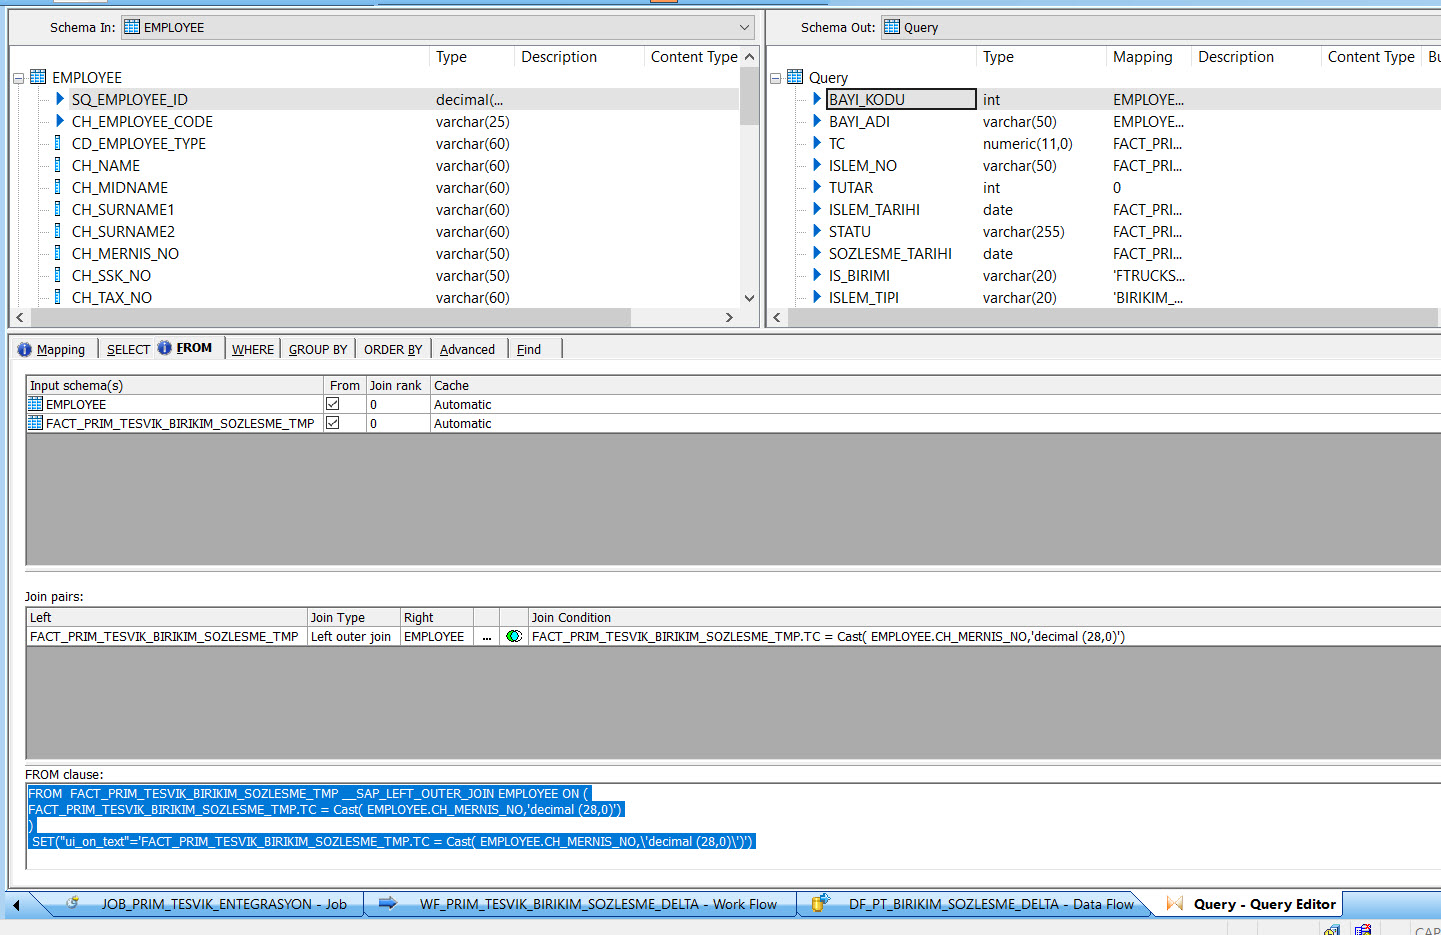 Schema In: EMPLOYEE
Type Description Content Type
EMPLOYEE
SQ_EMPLOYEE_ID decimal(...
CH_EMPLOYEE_CODE varchar(25)
CD_EMPLOYEE_TYPE varchar(60)
CH_NAME varchar(60)
CH_MIDNAME varchar(60)
CH_SURNAME1 varchar(60)
CH_SURNAME2 varchar(60)
CH_MERNIS_NO varchar(50)
CH_SSK_NO varchar(50)
CH_TAX_NO varchar(60)
Schema Out: Query
Type Mapping Description Content Type Bu
Query
BAYI_KODU int EMPLOYE...
BAYI_ADI varchar(50) EMPLOYE...
TC numeric(11,0) FACT_PRI...
ISLEM_NO varchar(50) FACT_PRI...
TUTAR int 0
ISLEM_TARIHI date FACT_PRI...
STATU varchar(255) FACT_PRI...
SOZLESME_TARIHI date FACT_PRI...
IS_BIRIMI varchar(20) 'FTRUCKS...
ISLEM_TIPI varchar(20) 'BIRIKIM_...
Mapping SELECT FROM WHERE GROUP BY ORDER BY Advanced Find
Input schema(s) From Join rank Cache
EMPLOYEE 0 Automatic
FACT_PRIM_TESVIK_BIRIKIM_SOZLESME_TMP 0 Automatic
Join pairs:
Left Join Type Right Join Condition
FACT_PRIM_TESVIK_BIRIKIM_SOZLESME_TMP Left outer join EMPLOYEE ... FACT_PRIM_TESVIK_BIRIKIM_SOZLESME_TMP.TC = Cast( EMPLOYEE.CH_MERNIS_NO,'decimal (28,0)')
FROM clause:
FROM FACT_PRIM_TESVIK_BIRIKIM_SOZLESME_TMP __SAP_LEFT_OUTER_JOIN EMPLOYEE ON (
FACT_PRIM_TESVIK_BIRIKIM_SOZLESME_TMP.TC = Cast( EMPLOYEE.CH_MERNIS_NO,'decimal (28,0)')
)
SET("ui_on_text"='FACT_PRIM_TESVIK_BIRIKIM_SOZLESME_TMP.TC = Cast( EMPLOYEE.CH_MERNIS_NO,\'decimal (28,0)\')')
JOB_PRIM_TESVIK_ENTEGRASYON - Job WF_PRIM_TESVIK_BIRIKIM_SOZLESME_DELTA - Work Flow DF_PT_BIRIKIM_SOZLESME_DELTA - Data Flow Query - Query Editor
CAP